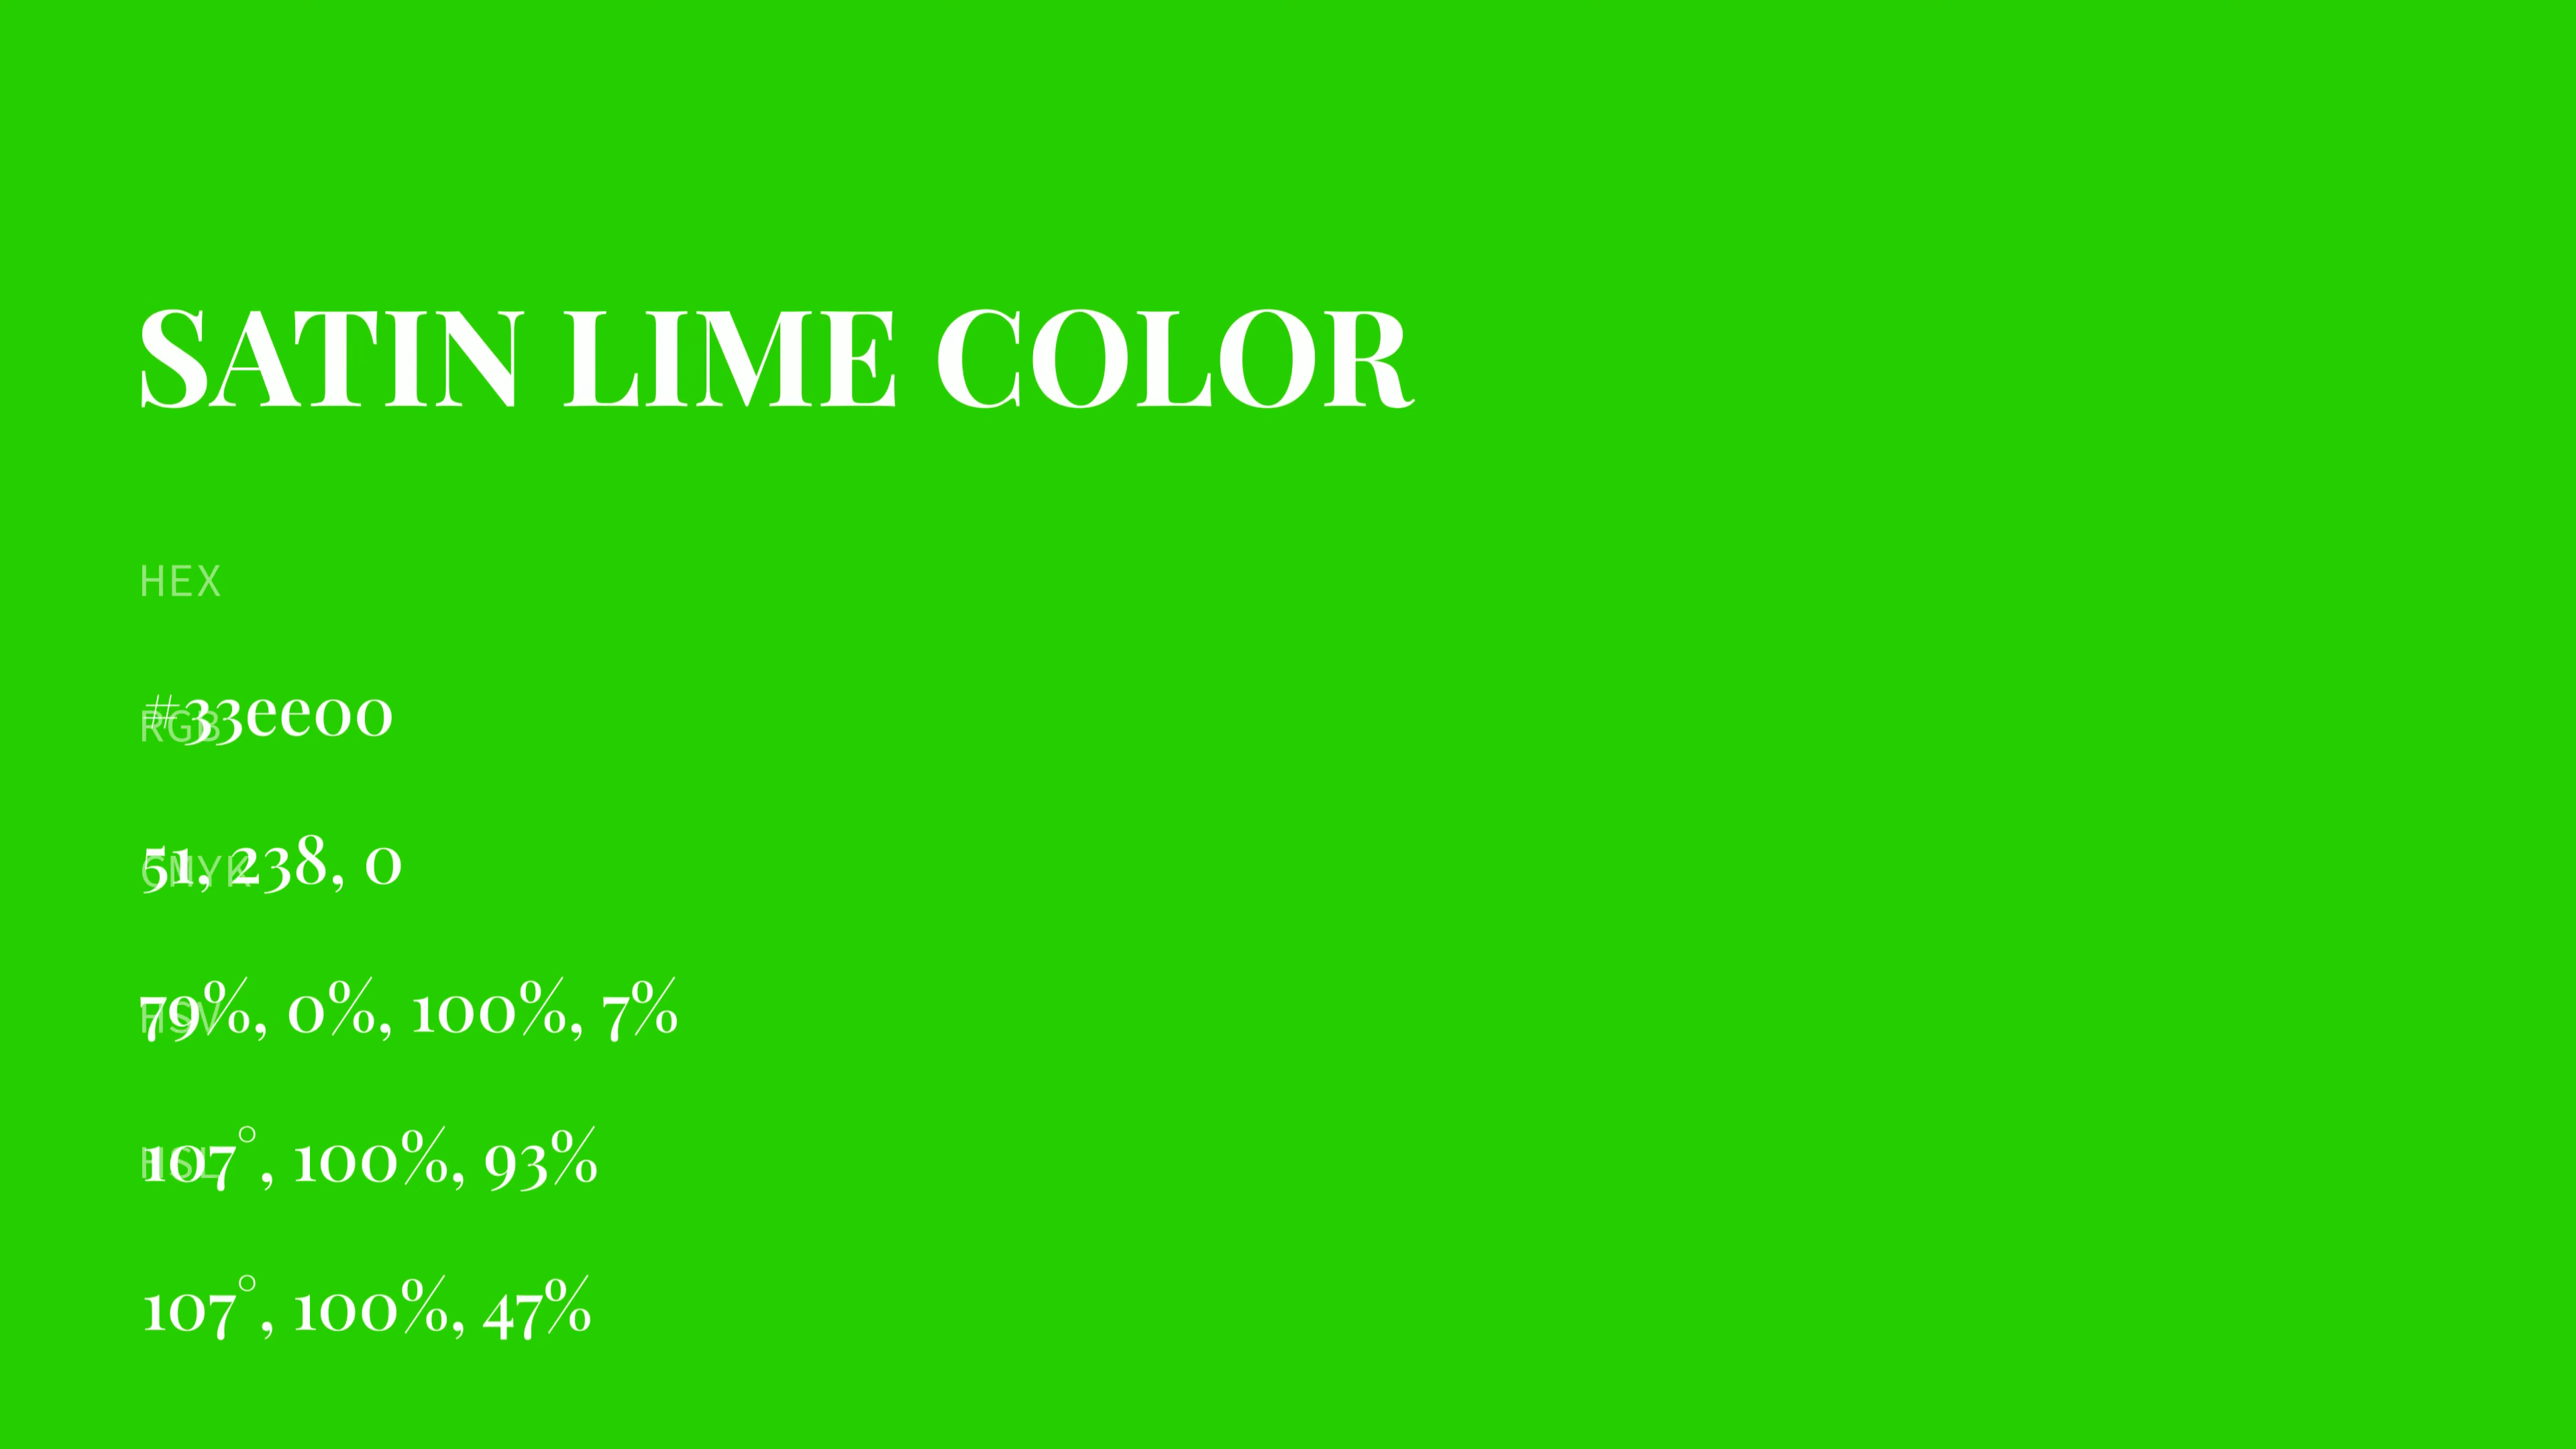 SATIN LIME COLOR
HEX
#33ee00
RGB
51, 238, 0
CMYK
79%, 0%, 100%, 7%
HSV
107°, 100%, 93%
HSL
107°, 100%, 47%